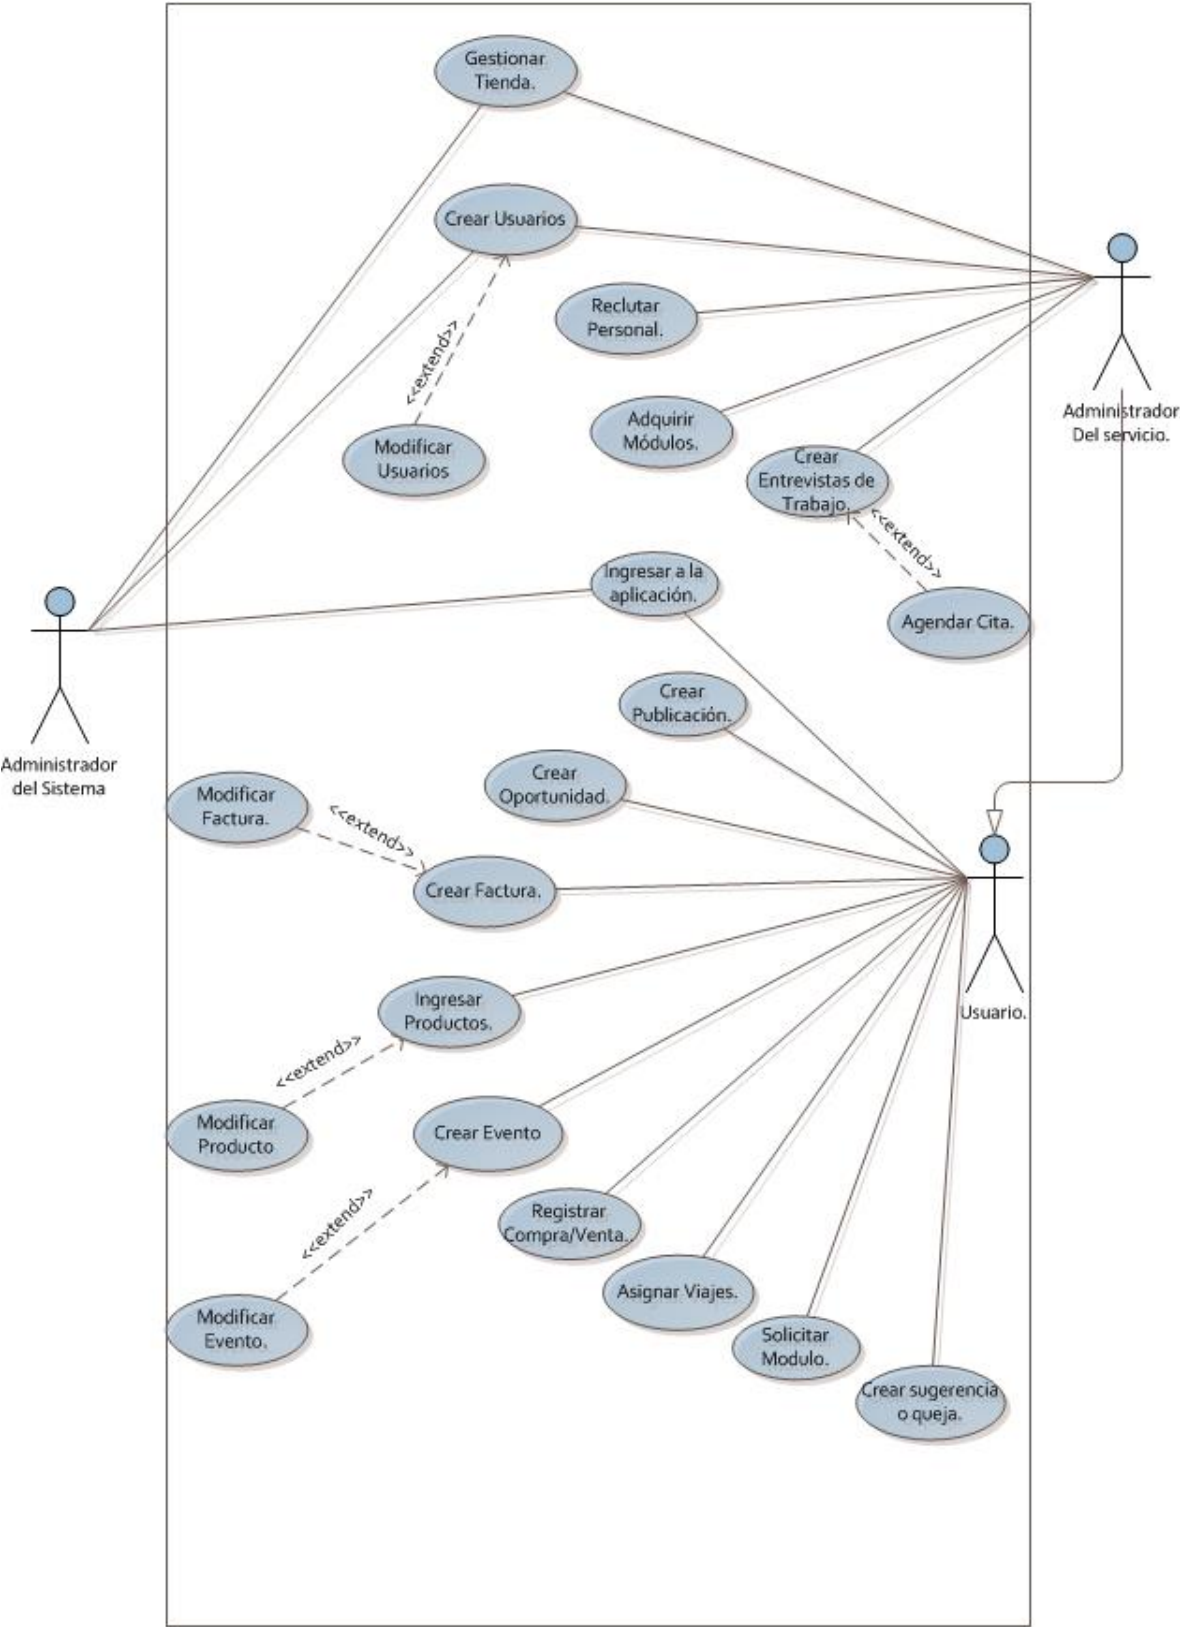 Gestionar
Tienda.
Crear Usuarios
Reclutar
Personal.
<<extend>>
Adquirir
Módulos.
Administrador
Del servicio.
Modificar
Usuarios
Crear
Entrevistas de
Trabajo.
<<extend>>
Ingresar a la
aplicación.
Agendar Cita.
Crear
Publicación.
Administrador
del Sistema
Crear
Oportunidad.
Modificar
Factura.
<<extend>>
Crear Factura.
Ingresar
Productos.
Usuario.
<<extend>>
Modificar
Producto
Crear Evento
<<extend>>
Registrar
Compra/Venta..
Asignar Viajes.
Modificar
Evento.
Solicitar
Modulo.
Crear sugerencia
o queja.